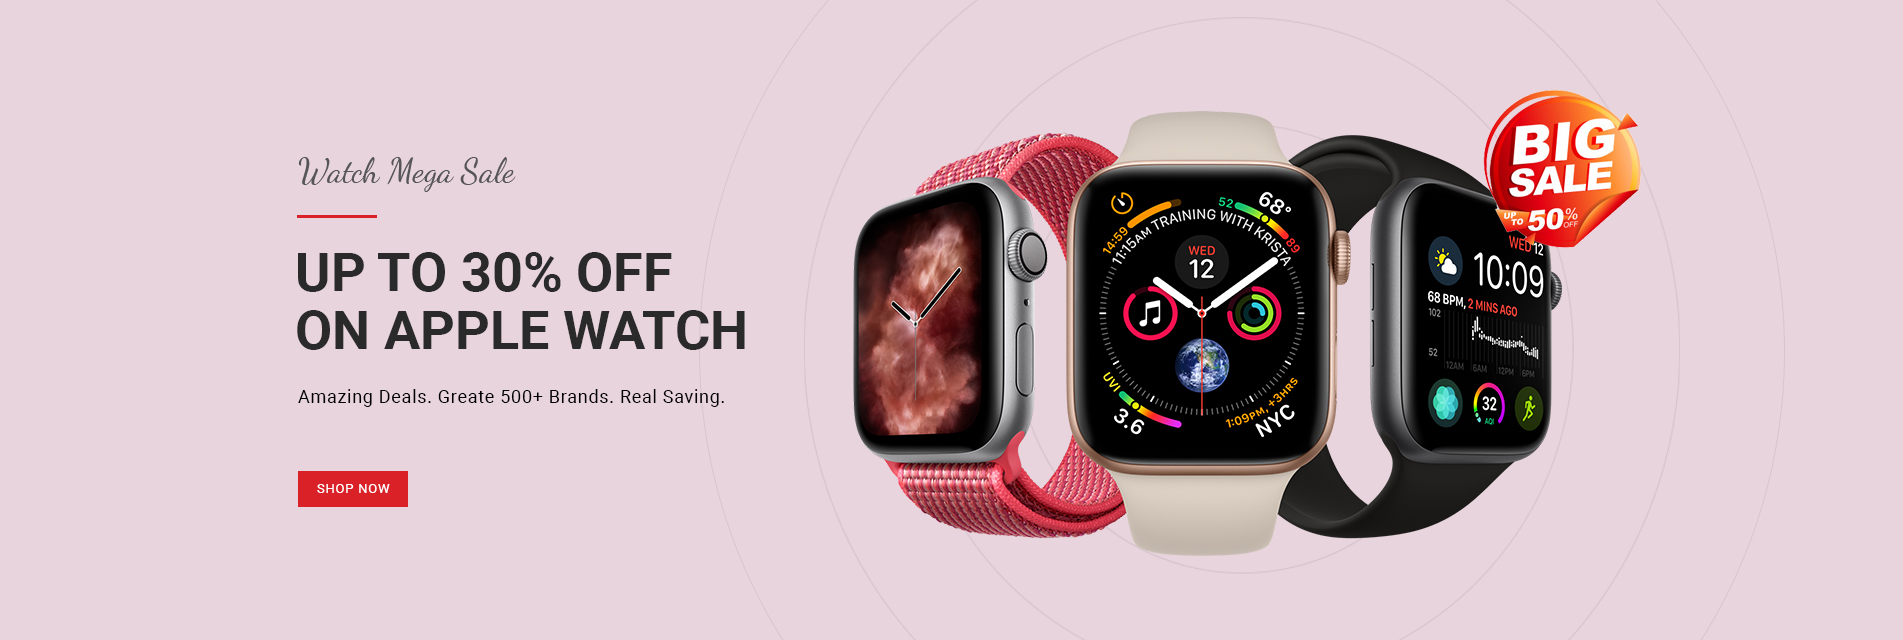 Watch Mega Sale
UP TO 30% OFF
ON APPLE WATCH
Amazing Deals. Greate 500+ Brands. Real Saving.
SHOP NOW
14:59
52
68°
89
11:15AM TRAINING WITH KRISTA
WED
12
UVI
3.6
1:09PM, +3HRS
NYC
BIG
SALE
UP TO 50% OFF
WED 12
10:09
68 BPM, 2 MINS AGO
102
52
12AM 6AM 12PM 6PM
32
AQI